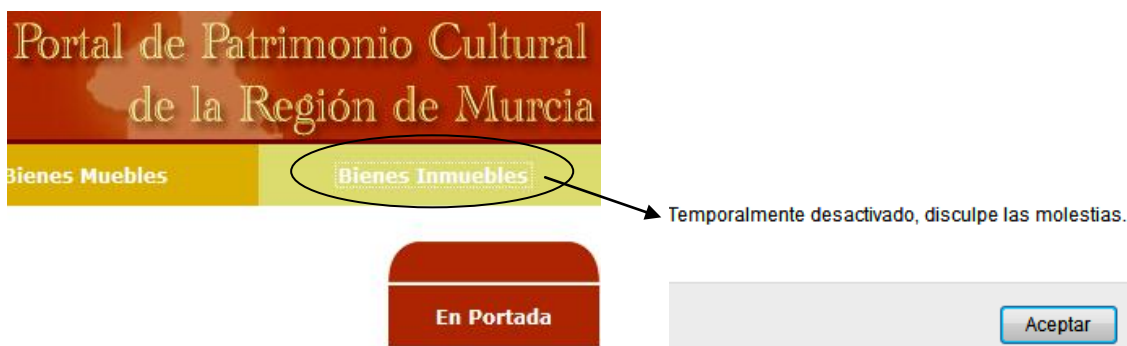 Portal de Patrimonio Cultural
de la Región de Murcia
Bienes Muebles
Bienes Inmuebles
Temporalmente desactivado, disculpe las molestias.
En Portada
Aceptar